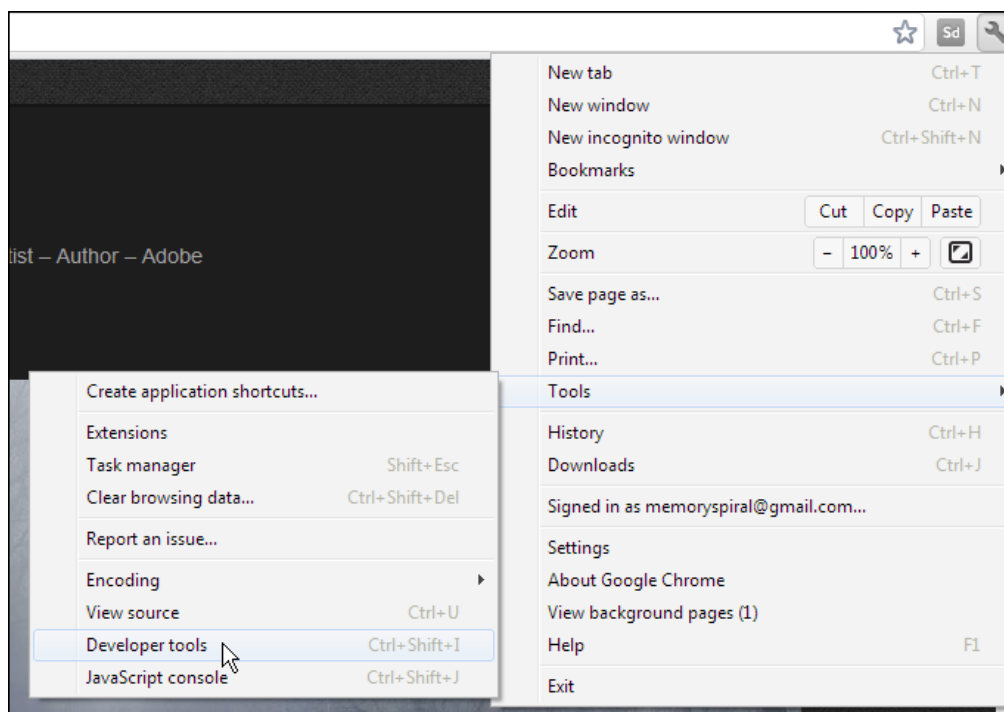 Sd
New tab Ctrl+T
New window Ctrl+N
New incognito window Ctrl+Shift+N
Bookmarks
Edit Cut Copy Paste
Zoom - 100% +
Save page as... Ctrl+S
Find... Ctrl+F
Print... Ctrl+P
Tools
History Ctrl+H
Downloads Ctrl+J
Signed in as memoryspiral@gmail.com...
Settings
About Google Chrome
View background pages (1)
Help F1
Exit
tist – Author – Adobe
Create application shortcuts...
Extensions
Task manager Shift+Esc
Clear browsing data... Ctrl+Shift+Del
Report an issue...
Encoding
View source Ctrl+U
Developer tools Ctrl+Shift+I
JavaScript console Ctrl+Shift+J